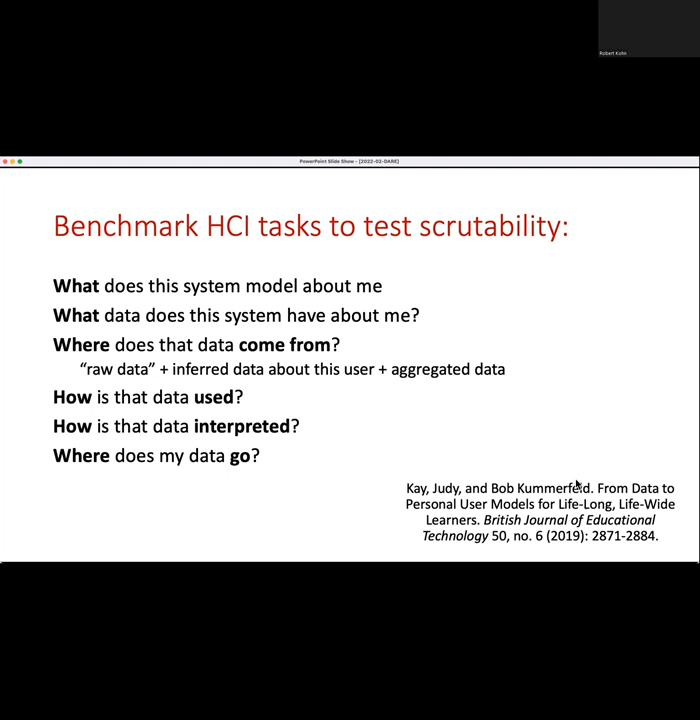 Robert Kohn
PowerPoint Slide Show - [2022-02-DARE]
Benchmark HCI tasks to test scrutability:
What does this system model about me
What data does this system have about me?
Where does that data come from?
“raw data” + inferred data about this user + aggregated data
How is that data used?
How is that data interpreted?
Where does my data go?
Kay, Judy, and Bob Kummerfeld. From Data to
Personal User Models for Life-Long, Life-Wide
Learners. British Journal of Educational
Technology 50, no. 6 (2019): 2871-2884.